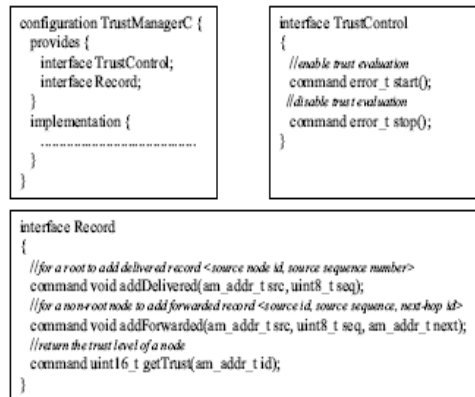 configuration TrustManagerC {
provides {
interface TrustControl;
interface Record;
}
implementation {
..........................................
}
}
interface TrustControl
{
//enable trust evaluation
command error_t start();
//disable trust evaluation
command error_t stop();
}
interface Record
{
//for a root to add delivered record <source node id, source sequence number>
command void addDelivered(am_addr_t src, uint8_t seq);
//for a non-root node to add forwarded record <source id, source sequence, next-hop id>
command void addForwarded(am_addr_t src, uint8_t seq, am_addr_t next);
//return the trust level of a node
command uint16_t getTrust(am_addr_t id);
}